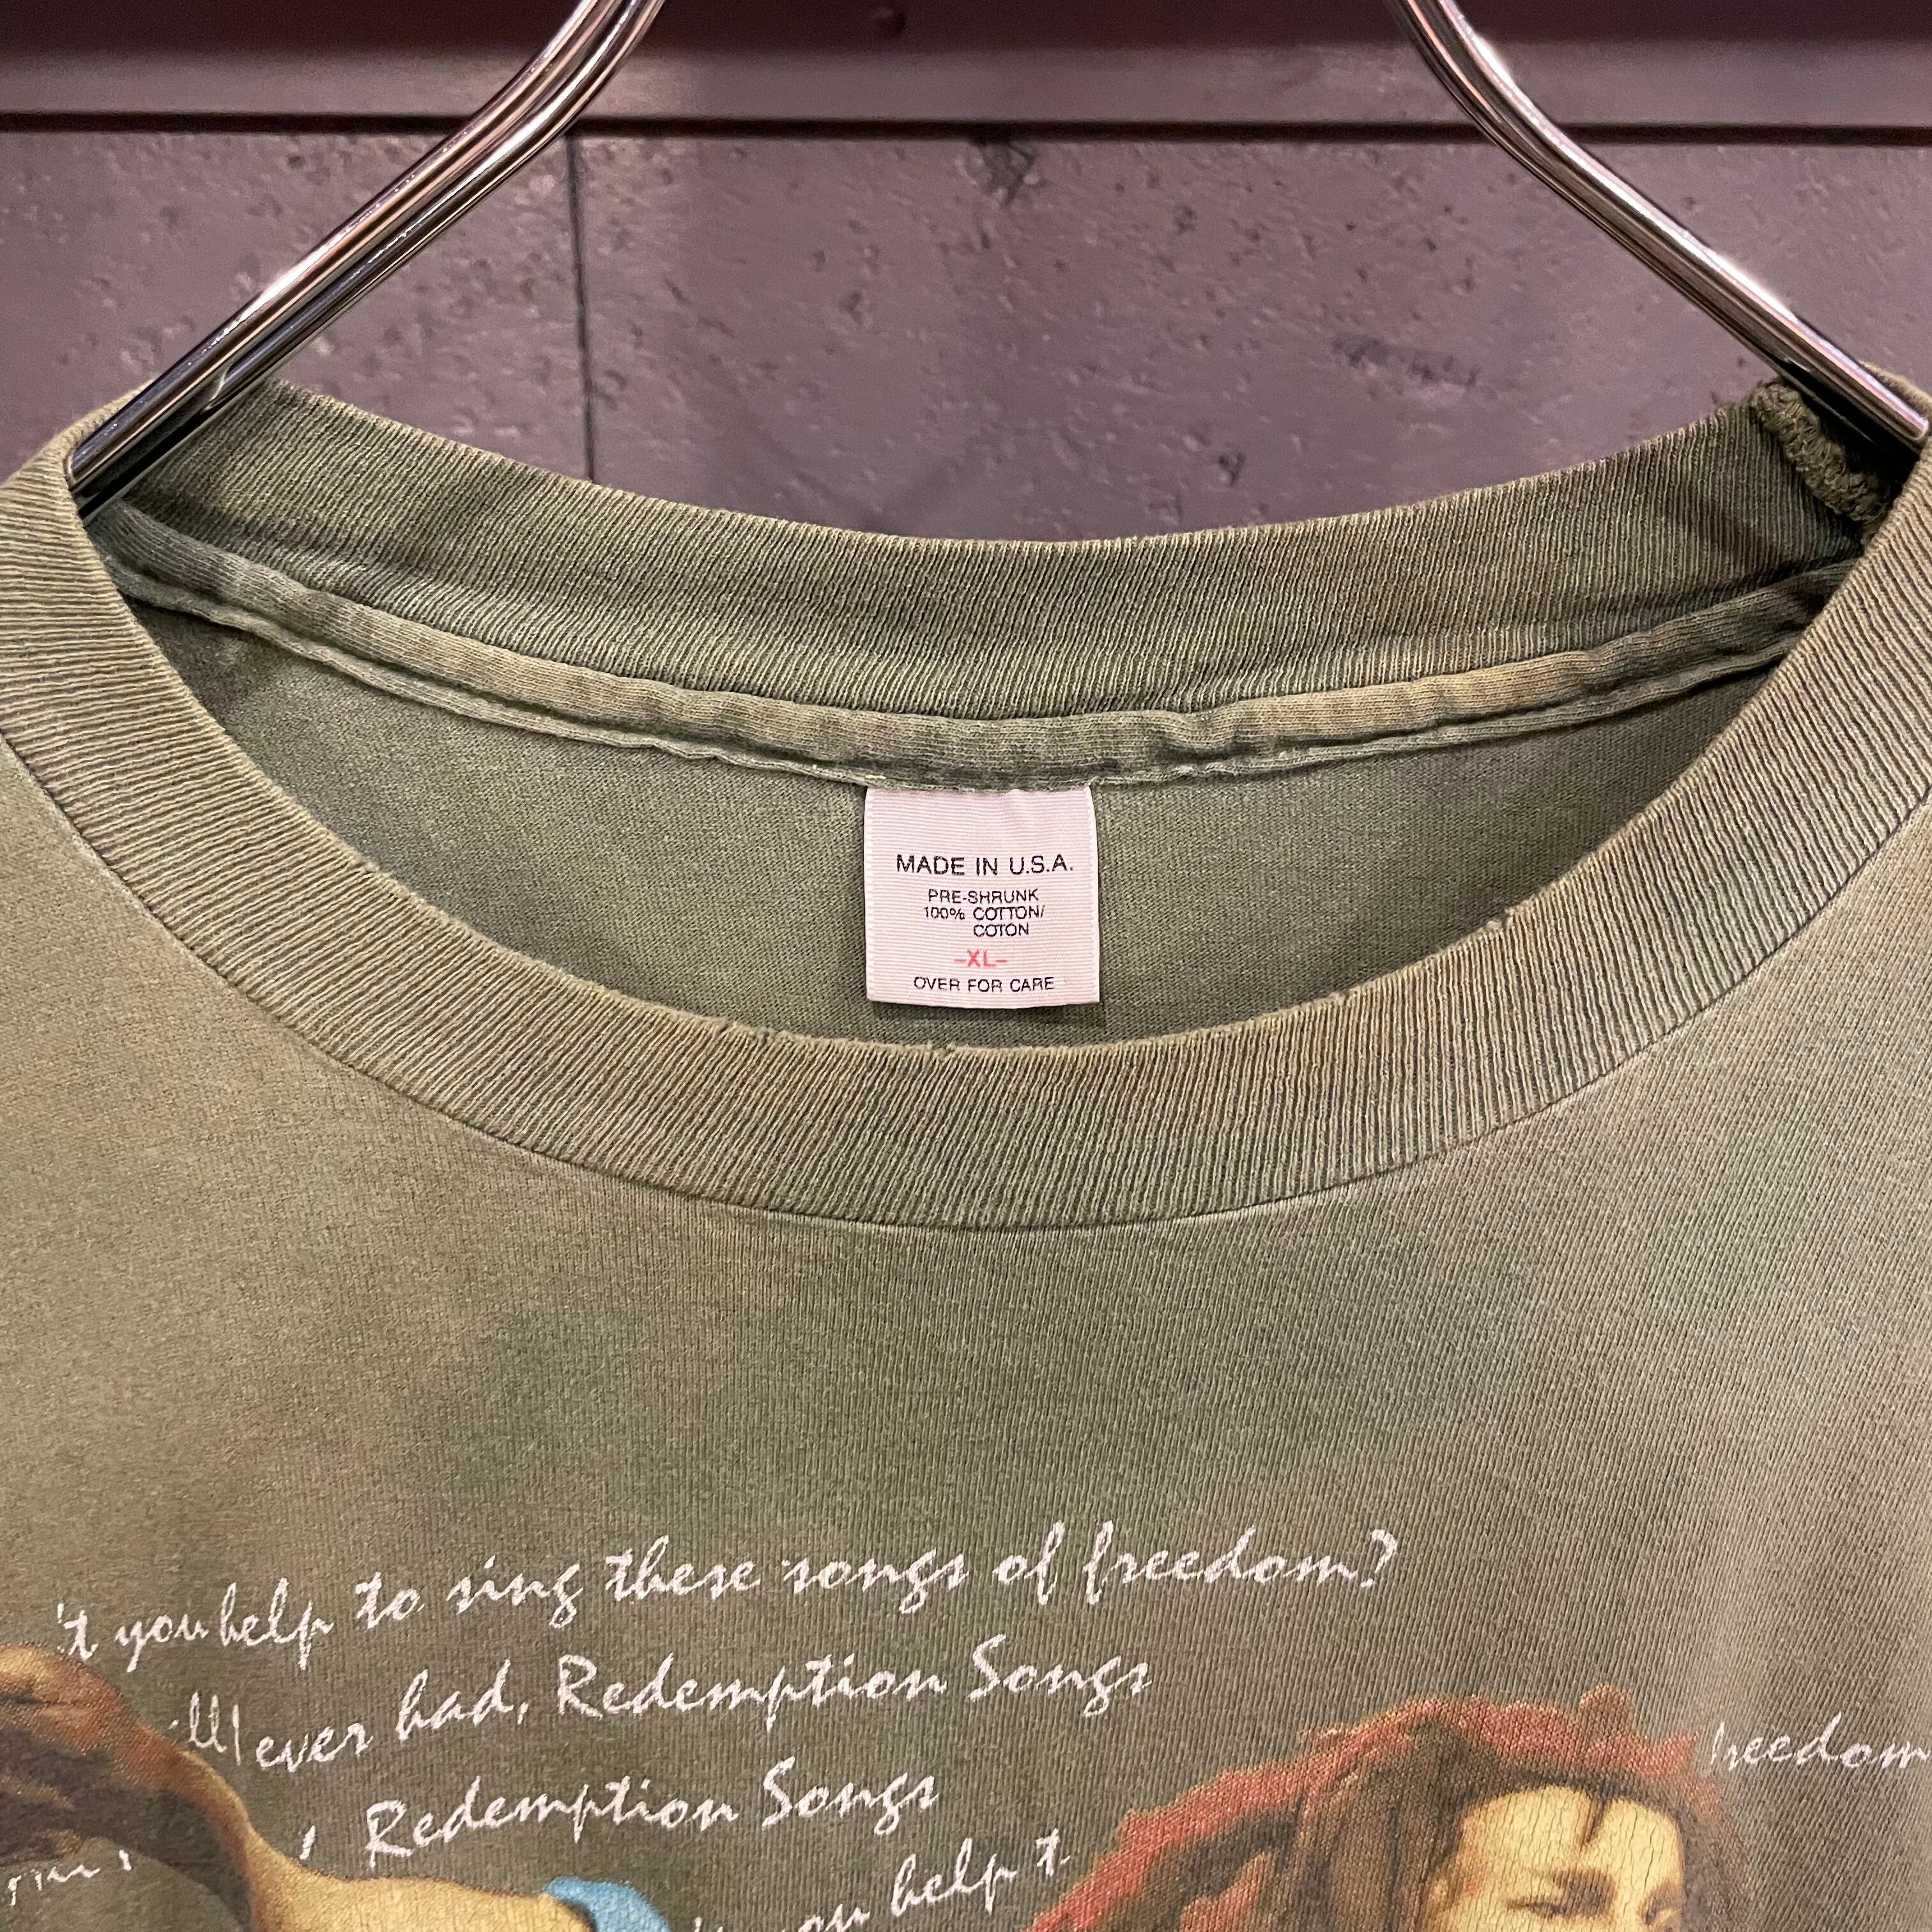 MADE IN U.S.A.
PRE-SHRUNK
100% COTTON/
COTON
-XL-
OVER FOR CARE
't you help to sing these songs of freedom?
ever had, Redemption Songs
freedom
Redemption Songs
help t